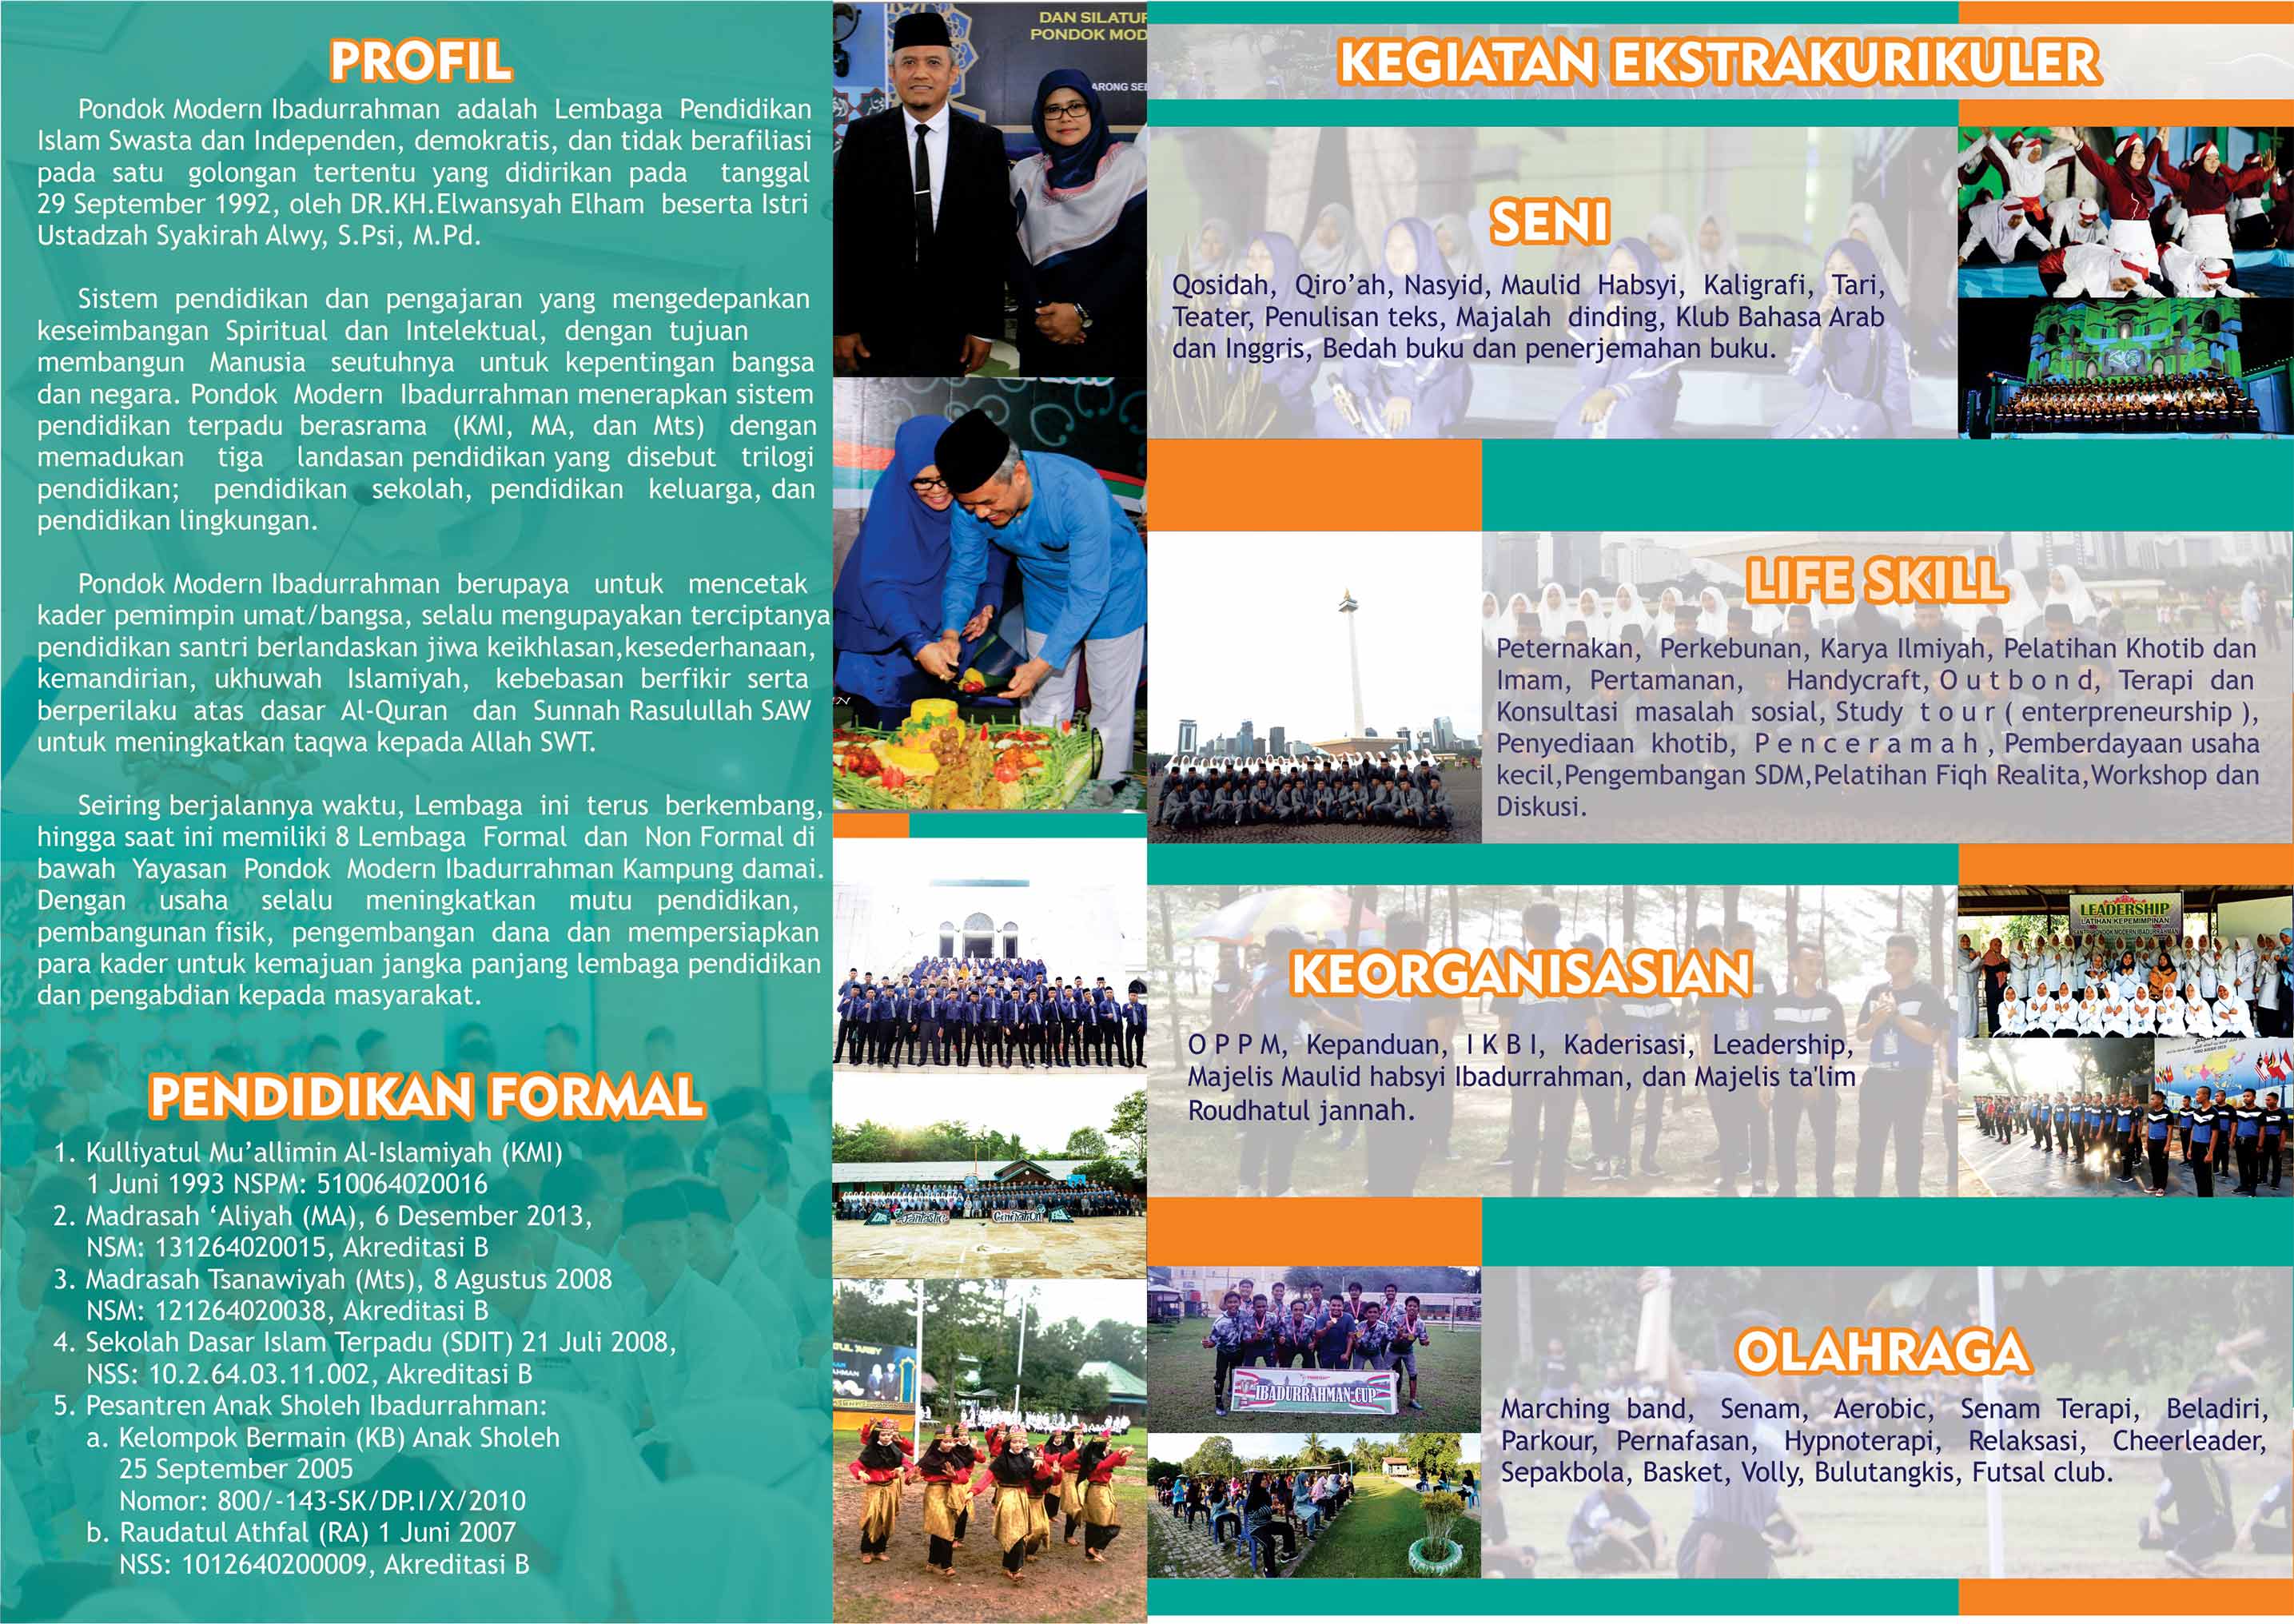 PROFIL
Pondok Modern Ibadurrahman adalah Lembaga Pendidikan
Islam Swasta dan Independen, demokratis, dan tidak berafiliasi
pada satu golongan tertentu yang didirikan pada tanggal
29 September 1992, oleh DR.KH.Elwansyah Elham beserta Istri
Ustadzah Syakirah Alwy, S.Psi, M.Pd.
Sistem pendidikan dan pengajaran yang mengedepankan
keseimbangan Spiritual dan Intelektual, dengan tujuan
membangun Manusia seutuhnya untuk kepentingan bangsa
dan negara. Pondok Modern Ibadurrahman menerapkan sistem
pendidikan terpadu berasrama (KMI, MA, dan Mts) dengan
memadukan tiga landasan pendidikan yang disebut trilogi
pendidikan; pendidikan sekolah, pendidikan keluarga, dan
pendidikan lingkungan.
Pondok Modern Ibadurrahman berupaya untuk mencetak
kader pemimpin umat/bangsa, selalu mengupayakan terciptanya
pendidikan santri berlandaskan jiwa keikhlasan,kesederhanaan,
kemandirian, ukhuwah Islamiyah, kebebasan berfikir serta
berperilaku atas dasar Al-Quran dan Sunnah Rasulullah SAW
untuk meningkatkan taqwa kepada Allah SWT.
Seiring berjalannya waktu, Lembaga ini terus berkembang,
hingga saat ini memiliki 8 Lembaga Formal dan Non Formal di
bawah Yayasan Pondok Modern Ibadurrahman Kampung damai.
Dengan usaha selalu meningkatkan mutu pendidikan,
pembangunan fisik, pengembangan dana dan mempersiapkan
para kader untuk kemajuan jangka panjang lembaga pendidikan
dan pengabdian kepada masyarakat.
PENDIDIKAN FORMAL
1. Kulliyatul Mu’allimin Al-Islamiyah (KMI)
1 Juni 1993 NSPM: 510064020016
2. Madrasah ‘Aliyah (MA), 6 Desember 2013,
NSM: 131264020015, Akreditasi B
3. Madrasah Tsanawiyah (Mts), 8 Agustus 2008
NSM: 121264020038, Akreditasi B
4. Sekolah Dasar Islam Terpadu (SDIT) 21 Juli 2008,
NSS: 10.2.64.03.11.002, Akreditasi B
5. Pesantren Anak Sholeh Ibadurrahman:
a. Kelompok Bermain (KB) Anak Sholeh
25 September 2005
Nomor: 800/-143-SK/DP.I/X/2010
b. Raudatul Athfal (RA) 1 Juni 2007
NSS: 1012640200009, Akreditasi B
DAN SILATUR
PONDOK MOD
ARONG SE
Fantastic Generation
KEGIATAN EKSTRAKURIKULER
SENI
Qosidah, Qiro’ah, Nasyid, Maulid Habsyi, Kaligrafi, Tari,
Teater, Penulisan teks, Majalah dinding, Klub Bahasa Arab
dan Inggris, Bedah buku dan penerjemahan buku.
LIFE SKILL
Peternakan, Perkebunan, Karya Ilmiyah, Pelatihan Khotib dan
Imam, Pertamanan, Handycraft, O u t b o n d, Terapi dan
Konsultasi masalah sosial, Study t o u r ( enterpreneurship ),
Penyediaan khotib, P e n c e r a m a h , Pemberdayaan usaha
kecil,Pengembangan SDM,Pelatihan Fiqh Realita,Workshop dan
Diskusi.
KEORGANISASIAN
O P P M, Kepanduan, I K B I, Kaderisasi, Leadership,
Majelis Maulid habsyi Ibadurrahman, dan Majelis ta'lim
Roudhatul jannah.
LEADERSHIP
LATIHAN KEPEMIMPINAN
SANTRI PONDOK MODERN IBADURRAHMAN
OLAHRAGA
Marching band, Senam, Aerobic, Senam Terapi, Beladiri,
Parkour, Pernafasan, Hypnoterapi, Relaksasi, Cheerleader,
Sepakbola, Basket, Volly, Bulutangkis, Futsal club.
IBADURRAHMAN CUP